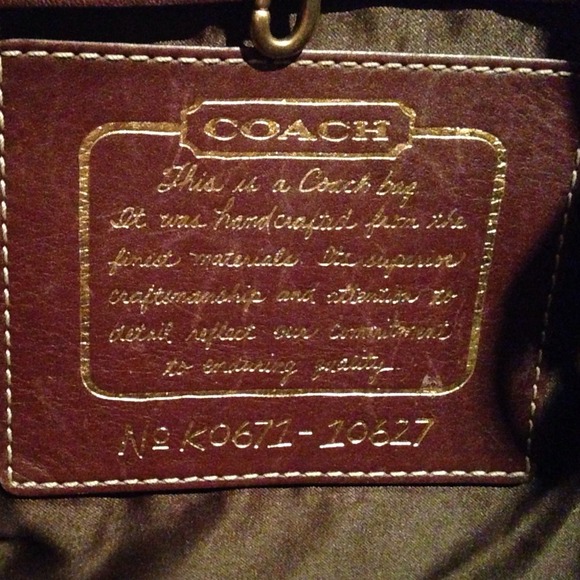 COACH
This is a Coach bag
It was handcrafted from the
finest materials. Its superior
craftsmanship and attention to
detail reflect our commitment
to enduring quality.
No K0671-10627